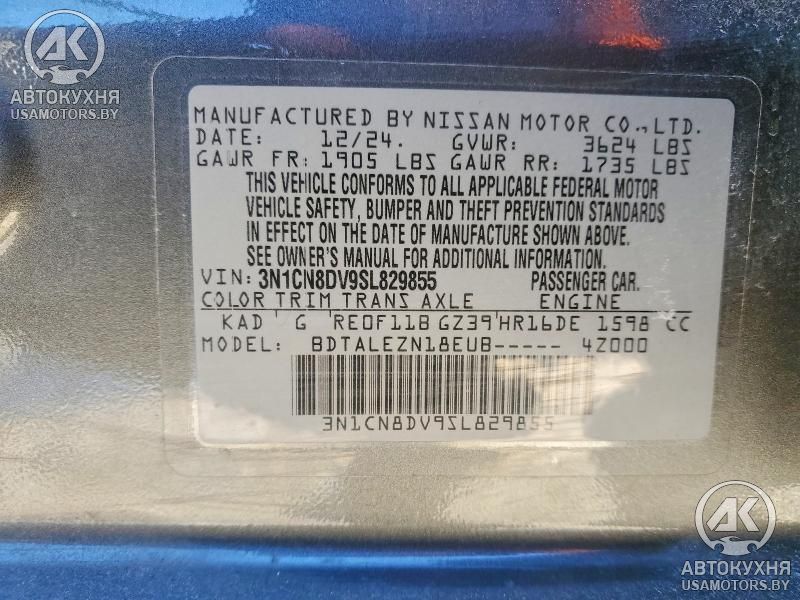 AK
АВТОКУХНЯ
USAMOTORS.BY
MANUFACTURED BY NISSAN MOTOR CO., LTD.
DATE: 12/24. GVWR: 3624 LBS
GAWR FR: 1905 LBS GAWR RR: 1735 LBS
THIS VEHICLE CONFORMS TO ALL APPLICABLE FEDERAL MOTOR
VEHICLE SAFETY, BUMPER AND THEFT PREVENTION STANDARDS
IN EFFECT ON THE DATE OF MANUFACTURE SHOWN ABOVE.
SEE OWNER'S MANUAL FOR ADDITIONAL INFORMATION.
VIN: 3N1CN8DV9SL829855 PASSENGER CAR.
COLOR TRIM TRANS AXLE ENGINE
KAD G RE0F11B GZ39 HR16DE 1598 CC
MODEL: BDTALEZN18EUB----- 4Z000
3N1CN8DV9SL829855
AK
АВТОКУХНЯ
USAMOTORS.BY